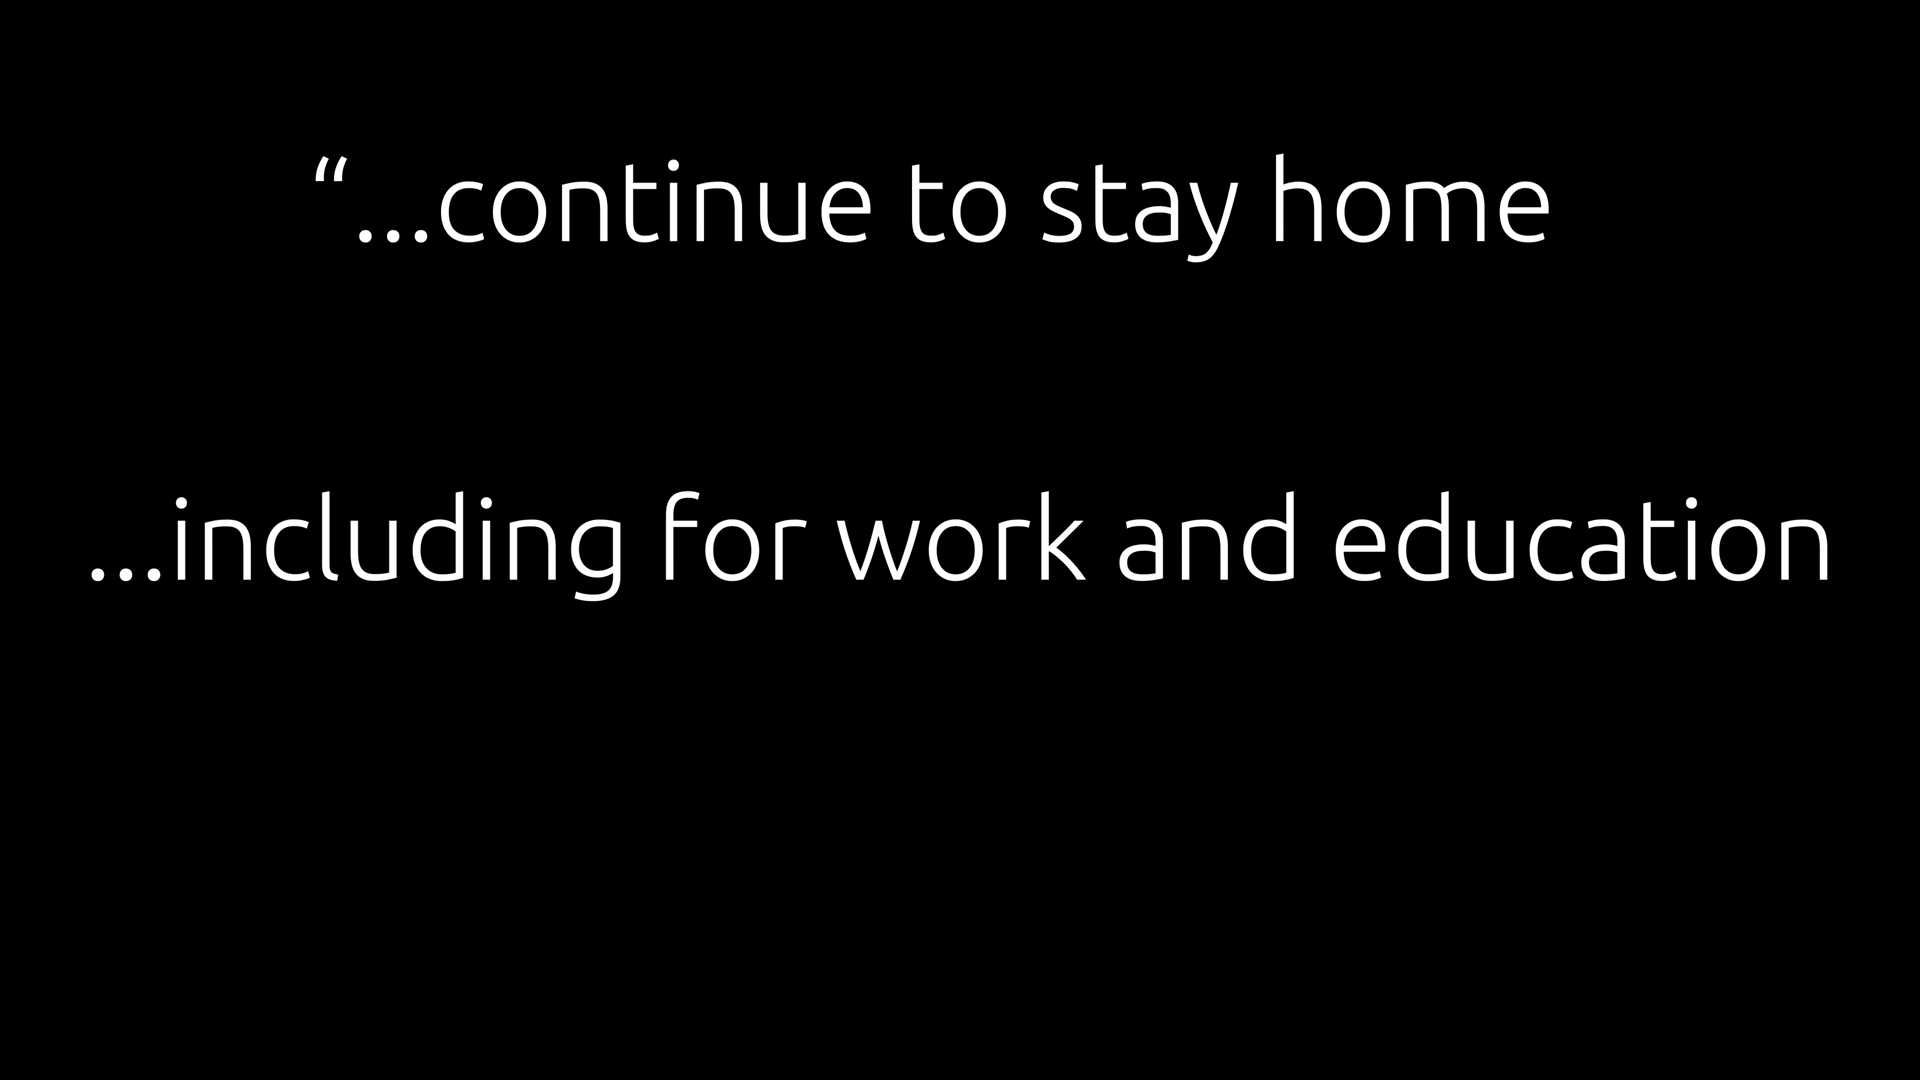 “...continue to stay home
...including for work and education